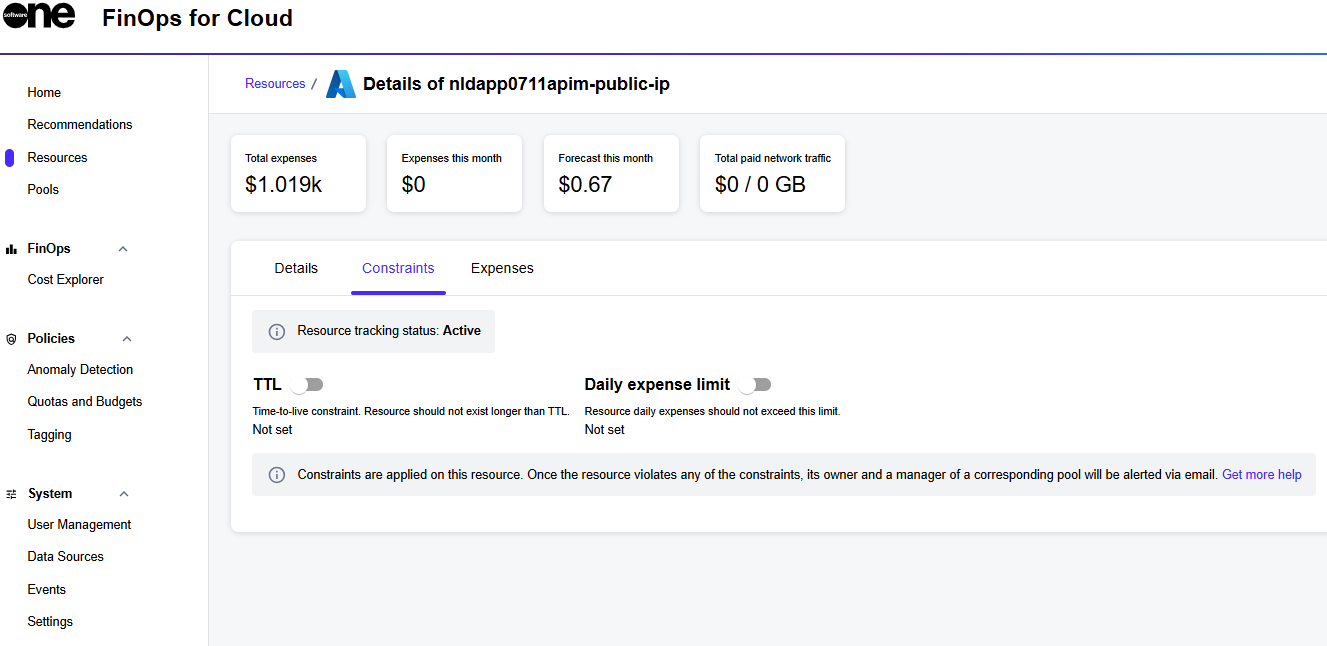 software
one
FinOps for Cloud
Home
Recommendations
Resources
Pools
FinOps
Cost Explorer
Policies
Anomaly Detection
Quotas and Budgets
Tagging
System
User Management
Data Sources
Events
Settings
Resources / Details of nldapp0711apim-public-ip
Total expenses
$1.019k
Expenses this month
$0
Forecast this month
$0.67
Total paid network traffic
$0 / 0 GB
Details Constraints Expenses
Resource tracking status: Active
TTL
Time-to-live constraint. Resource should not exist longer than TTL.
Not set
Daily expense limit
Resource daily expenses should not exceed this limit.
Not set
Constraints are applied on this resource. Once the resource violates any of the constraints, its owner and a manager of a corresponding pool will be alerted via email. Get more help